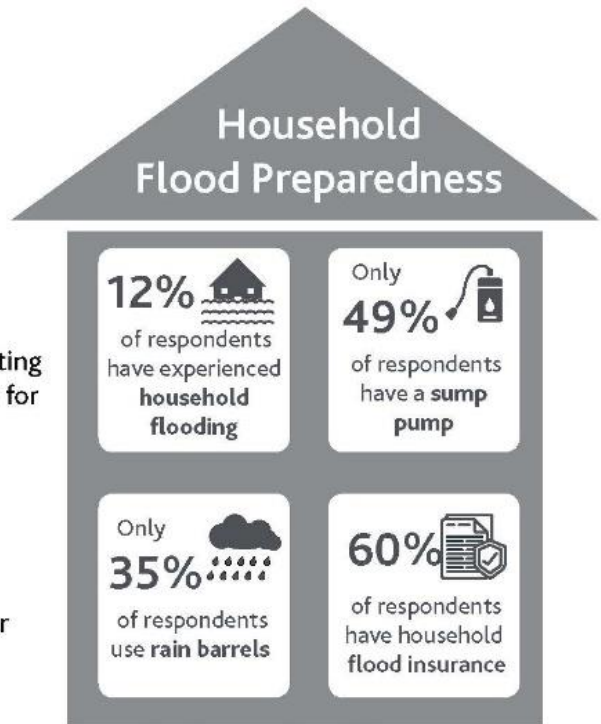 Household
Flood Preparedness
12%
of respondents
have experienced
household
flooding
Only
49%
of respondents
have a sump
pump
ting
for
Only
35%
of respondents
use rain barrels
60%
of respondents
have household
flood insurance
r